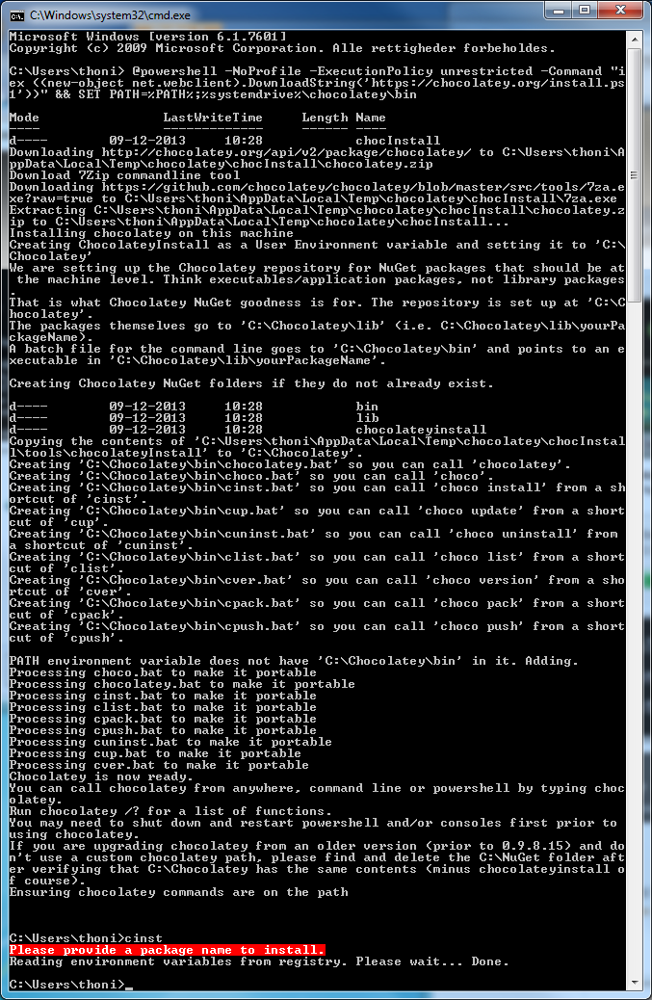 C:\Windows\system32\cmd.exe
Microsoft Windows [version 6.1.7601]
Copyright (c) 2009 Microsoft Corporation. Alle rettigheder forbeholdes.
C:\Users\thoni> @powershell -NoProfile -ExecutionPolicy unrestricted -Command "i
ex ((new-object net.webclient).DownloadString('https://chocolatey.org/install.ps
1'))" && SET PATH=%PATH%;%systemdrive%\chocolatey\bin
Mode                LastWriteTime     Length Name
----                -------------     ------ ----
d----        09-12-2013     10:28            chocInstall
Downloading http://chocolatey.org/api/v2/package/chocolatey/ to C:\Users\thoni\A
ppData\Local\Temp\chocolatey\chocInstall\chocolatey.zip
Download 7Zip commandline tool
Downloading https://github.com/chocolatey/chocolatey/blob/master/src/tools/7za.e
xe?raw=true to C:\Users\thoni\AppData\Local\Temp\chocolatey\chocInstall\7za.exe
Extracting C:\Users\thoni\AppData\Local\Temp\chocolatey\chocInstall\chocolatey.z
ip to C:\Users\thoni\AppData\Local\Temp\chocolatey\chocInstall...
Installing chocolatey on this machine
Creating ChocolateyInstall as a User Environment variable and setting it to 'C:\
Chocolatey'
We are setting up the Chocolatey repository for NuGet packages that should be at
 the machine level. Think executables/application packages, not library packages
.
That is what Chocolatey NuGet goodness is for. The repository is set up at 'C:\C
hocolatey'.
The packages themselves go to 'C:\Chocolatey\lib' (i.e. C:\Chocolatey\lib\yourPa
ckageName).
A batch file for the command line goes to 'C:\Chocolatey\bin' and points to an e
xecutable in 'C:\Chocolatey\lib\yourPackageName'.
Creating Chocolatey NuGet folders if they do not already exist.
d----        09-12-2013     10:28            bin
d----        09-12-2013     10:28            lib
d----        09-12-2013     10:28            chocolateyinstall
Copying the contents of 'C:\Users\thoni\AppData\Local\Temp\chocolatey\chocInstal
l\tools\chocolateyInstall' to 'C:\Chocolatey'.
Creating 'C:\Chocolatey\bin\chocolatey.bat' so you can call 'chocolatey'.
Creating 'C:\Chocolatey\bin\choco.bat' so you can call 'choco'.
Creating 'C:\Chocolatey\bin\cinst.bat' so you can call 'choco install' from a sh
ortcut of 'cinst'.
Creating 'C:\Chocolatey\bin\cup.bat' so you can call 'choco update' from a short
cut of 'cup'.
Creating 'C:\Chocolatey\bin\cuninst.bat' so you can call 'choco uninstall' from
a shortcut of 'cuninst'.
Creating 'C:\Chocolatey\bin\clist.bat' so you can call 'choco list' from a short
cut of 'clist'.
Creating 'C:\Chocolatey\bin\cver.bat' so you can call 'choco version' from a sho
rtcut of 'cver'.
Creating 'C:\Chocolatey\bin\cpack.bat' so you can call 'choco pack' from a short
cut of 'cpack'.
Creating 'C:\Chocolatey\bin\cpush.bat' so you can call 'choco push' from a short
cut of 'cpush'.
PATH environment variable does not have 'C:\Chocolatey\bin' in it. Adding.
Processing choco.bat to make it portable
Processing chocolatey.bat to make it portable
Processing cinst.bat to make it portable
Processing clist.bat to make it portable
Processing cpack.bat to make it portable
Processing cpush.bat to make it portable
Processing cuninst.bat to make it portable
Processing cup.bat to make it portable
Processing cver.bat to make it portable
Chocolatey is now ready.
You can call chocolatey from anywhere, command line or powershell by typing choc
olatey.
Run chocolatey /? for a list of functions.
You may need to shut down and restart powershell and/or consoles first prior to
using chocolatey.
If you are upgrading chocolatey from an older version (prior to 0.9.8.15) and do
n't use a custom chocolatey path, please find and delete the C:\NuGet folder aft
er verifying that C:\Chocolatey has the same contents (minus chocolateyinstall o
f course).
Ensuring chocolatey commands are on the path
C:\Users\thoni>cinst
Please provide a package name to install.
Reading environment variables from registry. Please wait... Done.
C:\Users\thoni>_